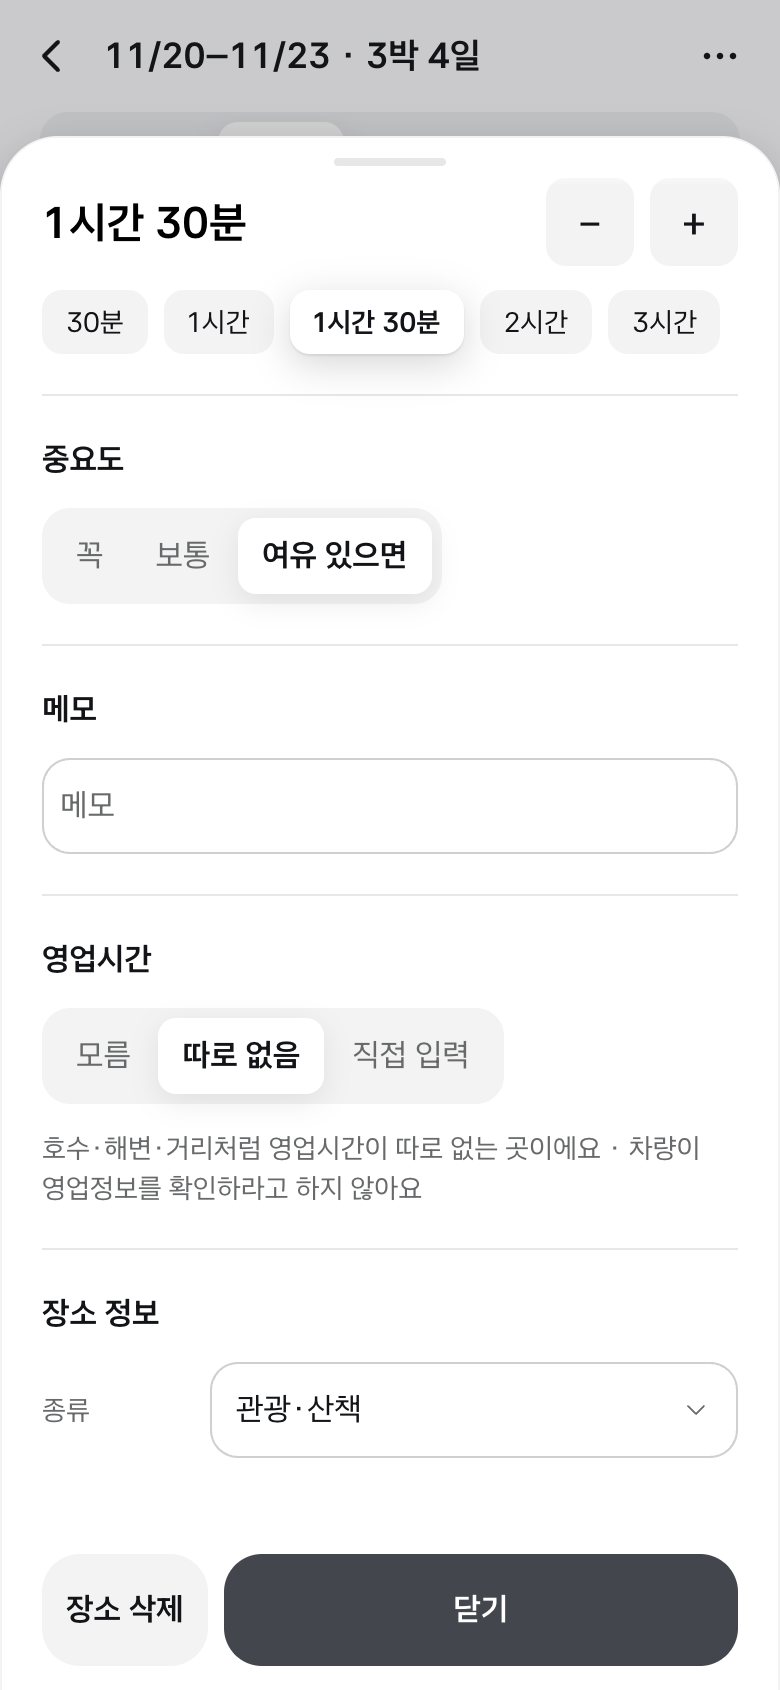 11/20–11/23 · 3박 4일
1시간 30분
− +
30분 1시간 1시간 30분 2시간 3시간
중요도
꼭 보통 여유 있으면
메모
메모
영업시간
모름 따로 없음 직접 입력
호수·해변·거리처럼 영업시간이 따로 없는 곳이에요 · 차량이
영업정보를 확인하라고 하지 않아요
장소 정보
종류 관광·산책
장소 삭제 닫기